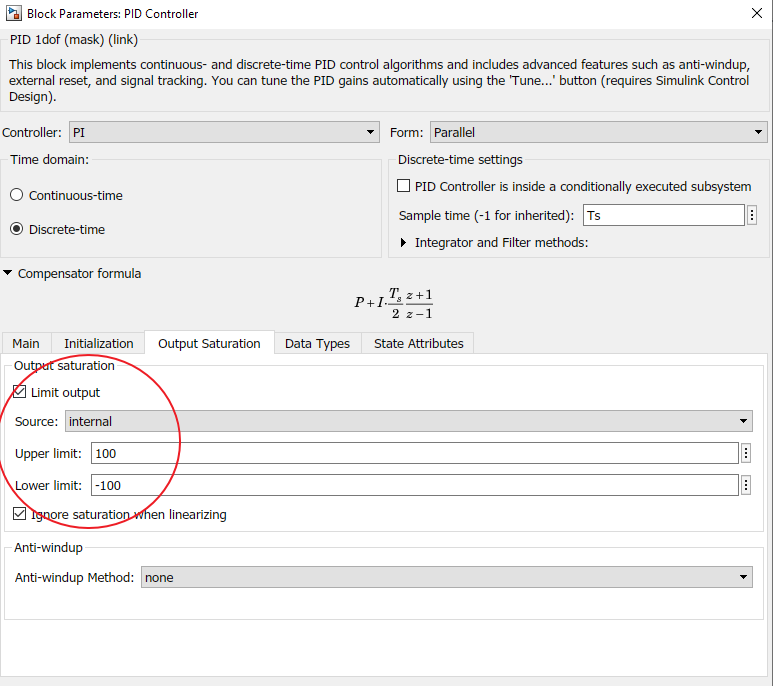 Block Parameters: PID Controller
PID 1dof (mask) (link)
This block implements continuous- and discrete-time PID control algorithms and includes advanced features such as anti-windup,
external reset, and signal tracking. You can tune the PID gains automatically using the 'Tune...' button (requires Simulink Control
Design).
Controller: PI Form: Parallel
Time domain:
Continuous-time
Discrete-time
Discrete-time settings
PID Controller is inside a conditionally executed subsystem
Sample time (-1 for inherited): Ts
Integrator and Filter methods:
Compensator formula
P + I · T_s/2 z+1/z−1
Main Initialization Output Saturation Data Types State Attributes
Output saturation
Limit output
Source: internal
Upper limit: 100
Lower limit: -100
Ignore saturation when linearizing
Anti-windup
Anti-windup Method: none